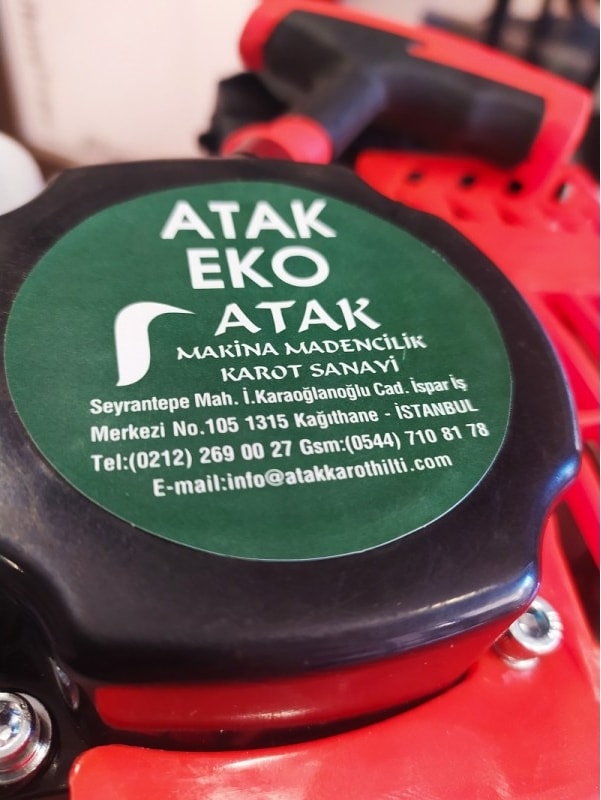 ATAK
EKO
ATAK
MAKİNA MADENCİLİK
KAROT SANAYİ
Seyrantepe Mah. İ.Karaoğlanoğlu Cad. İspar İş
Merkezi No.105 1315 Kağıthane - İSTANBUL
Tel:(0212) 269 00 27 Gsm:(0544) 710 81 78
E-mail:info@atakkarothilti.com